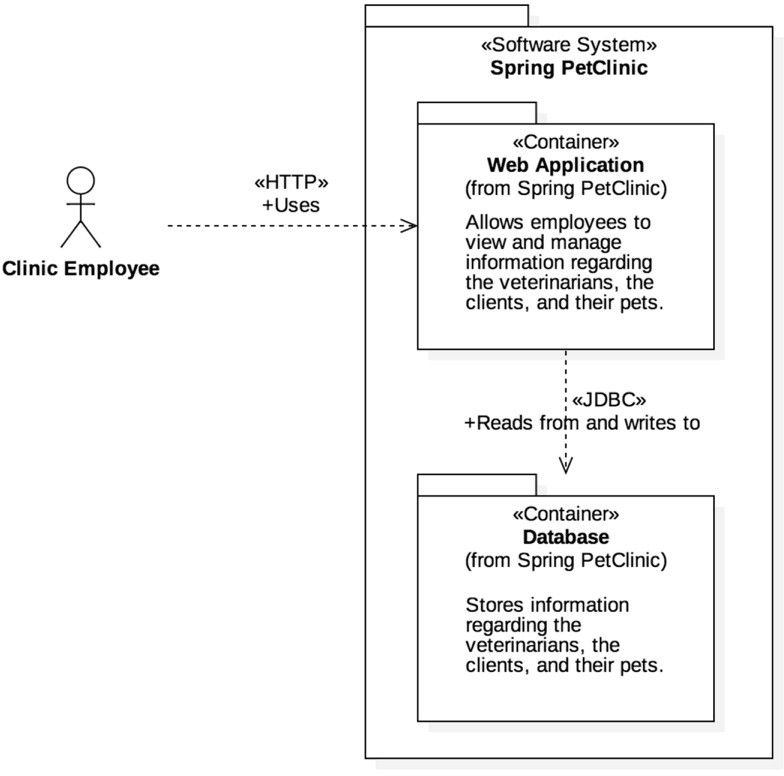 «Software System»
Spring PetClinic
«Container»
Web Application
(from Spring PetClinic)
Allows employees to
view and manage
information regarding
the veterinarians, the
clients, and their pets.
«HTTP»
+Uses
Clinic Employee
«JDBC»
+Reads from and writes to
«Container»
Database
(from Spring PetClinic)
Stores information
regarding the
veterinarians, the
clients, and their pets.